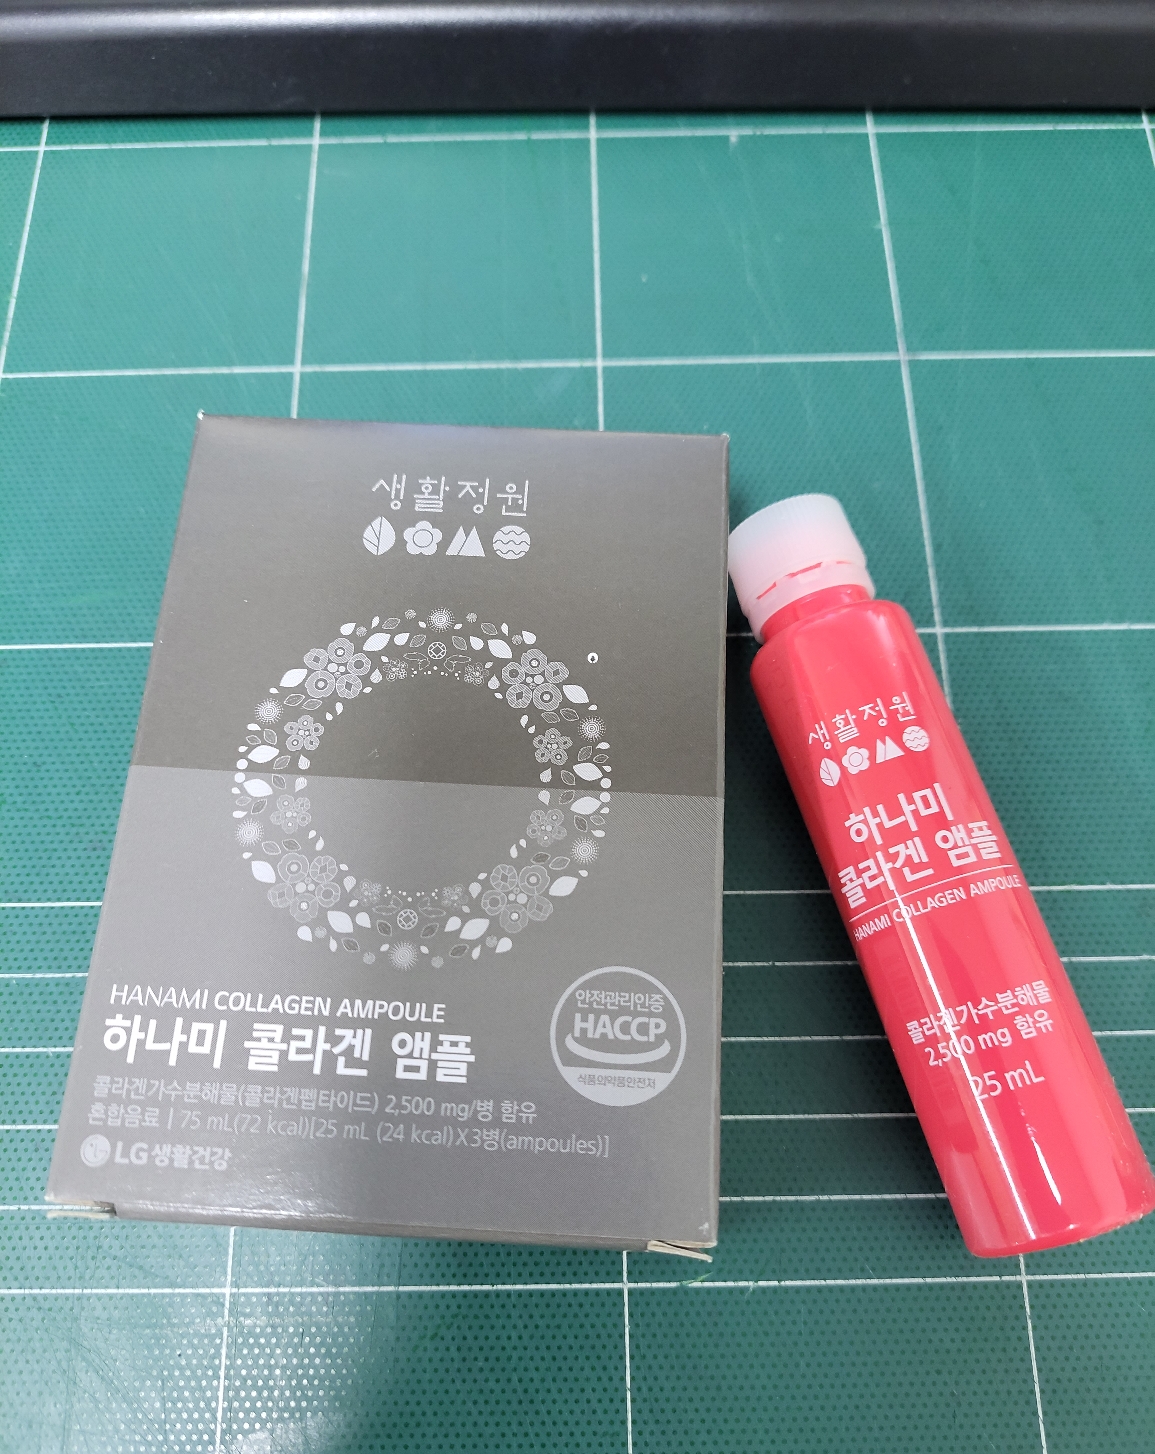 생활정원
HANAMI COLLAGEN AMPOULE
하나미 콜라겐 앰플
콜라겐가수분해물(콜라겐펩타이드) 2,500 mg/병 함유
혼합음료 | 75 mL(72 kcal)[25 mL (24 kcal)X3병(ampoules)]
LG생활건강
안전관리인증
HACCP
식품의약품안전처
생활정원
하나미
콜라겐 앰플
HANAMI COLLAGEN AMPOULE
콜라겐가수분해물
2,500 mg 함유
25 mL